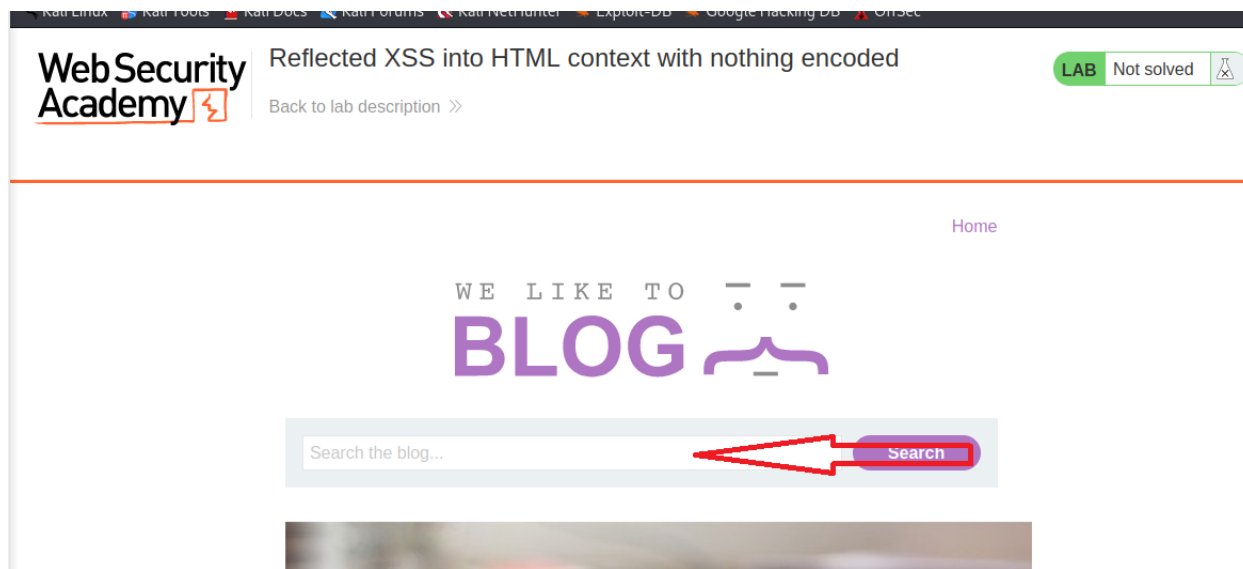 Kali Linux Kali Tools Kali Docs Kali Forums Kali NetHunter Exploit-DB Google Hacking DB OffSec
Web Security
Academy
Reflected XSS into HTML context with nothing encoded
Back to lab description
LAB Not solved
Home
WE LIKE TO
BLOG
Search the blog...
Search